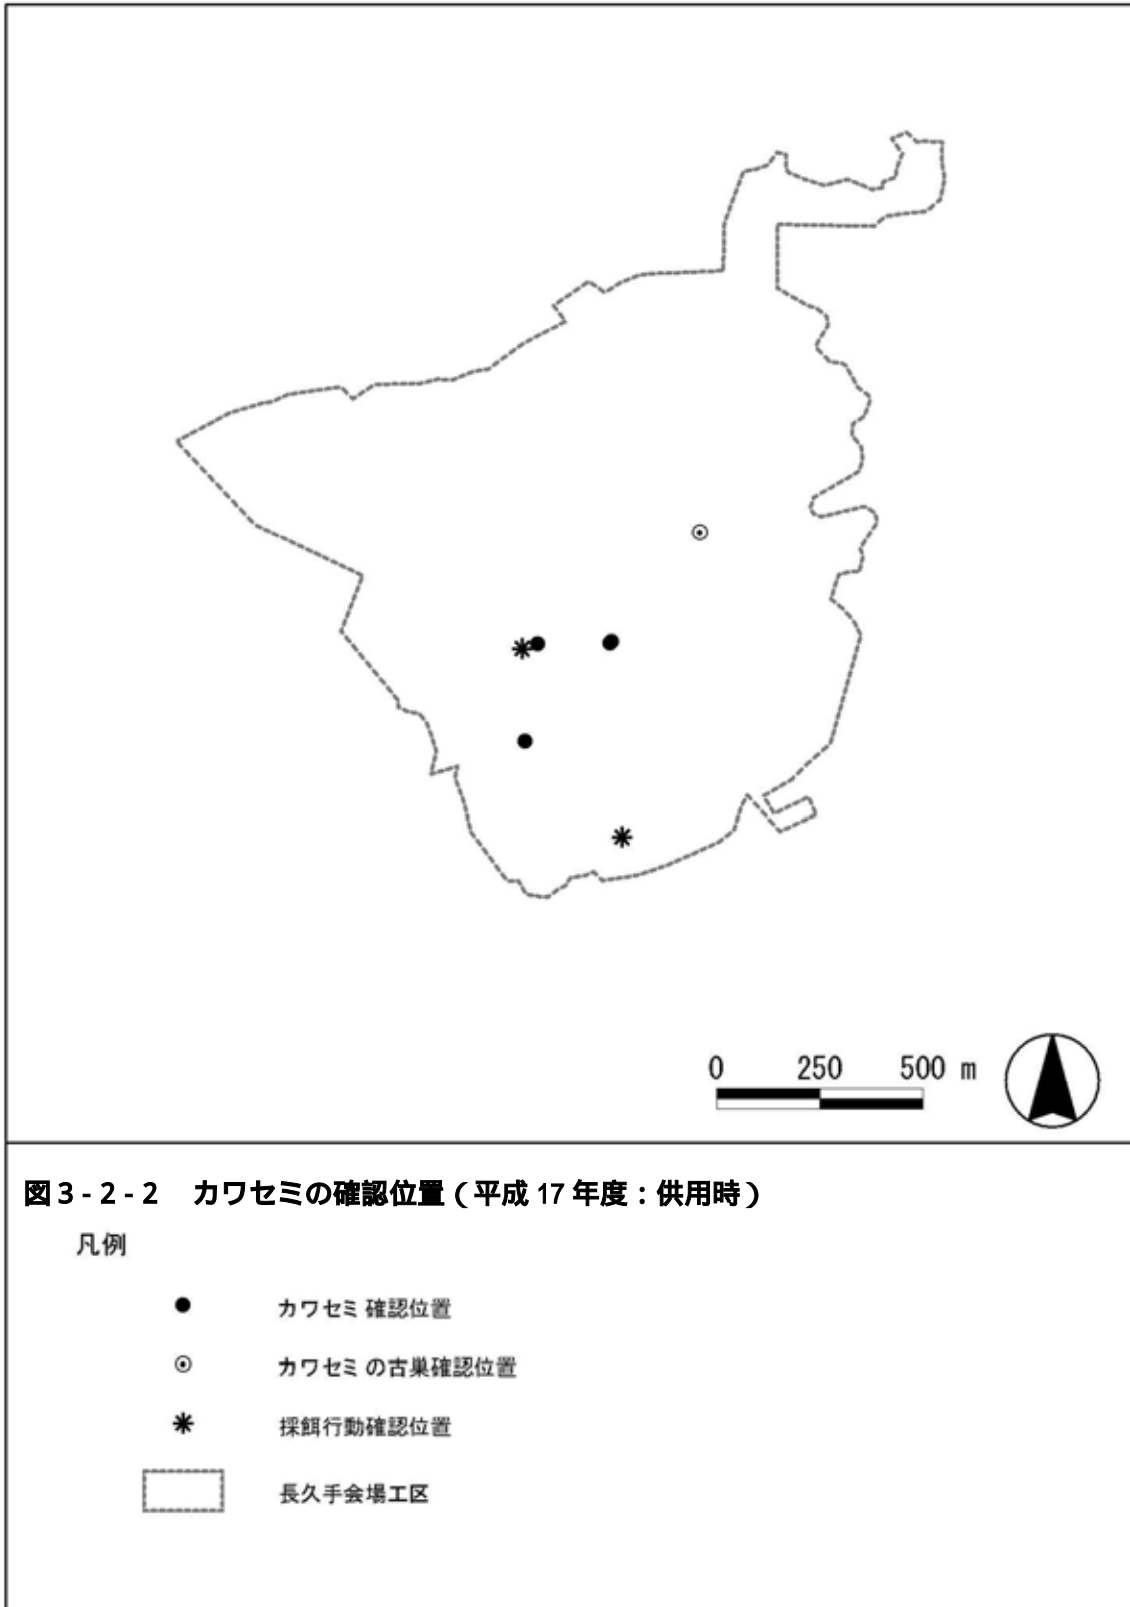 0 250 500 m
図3-2-2 カワセミの確認位置(平成 17 年度:供用時)
凡例
カワセミ 確認位置
カワセミ の古巣確認位置
採餌行動確認位置
長久手会場工区